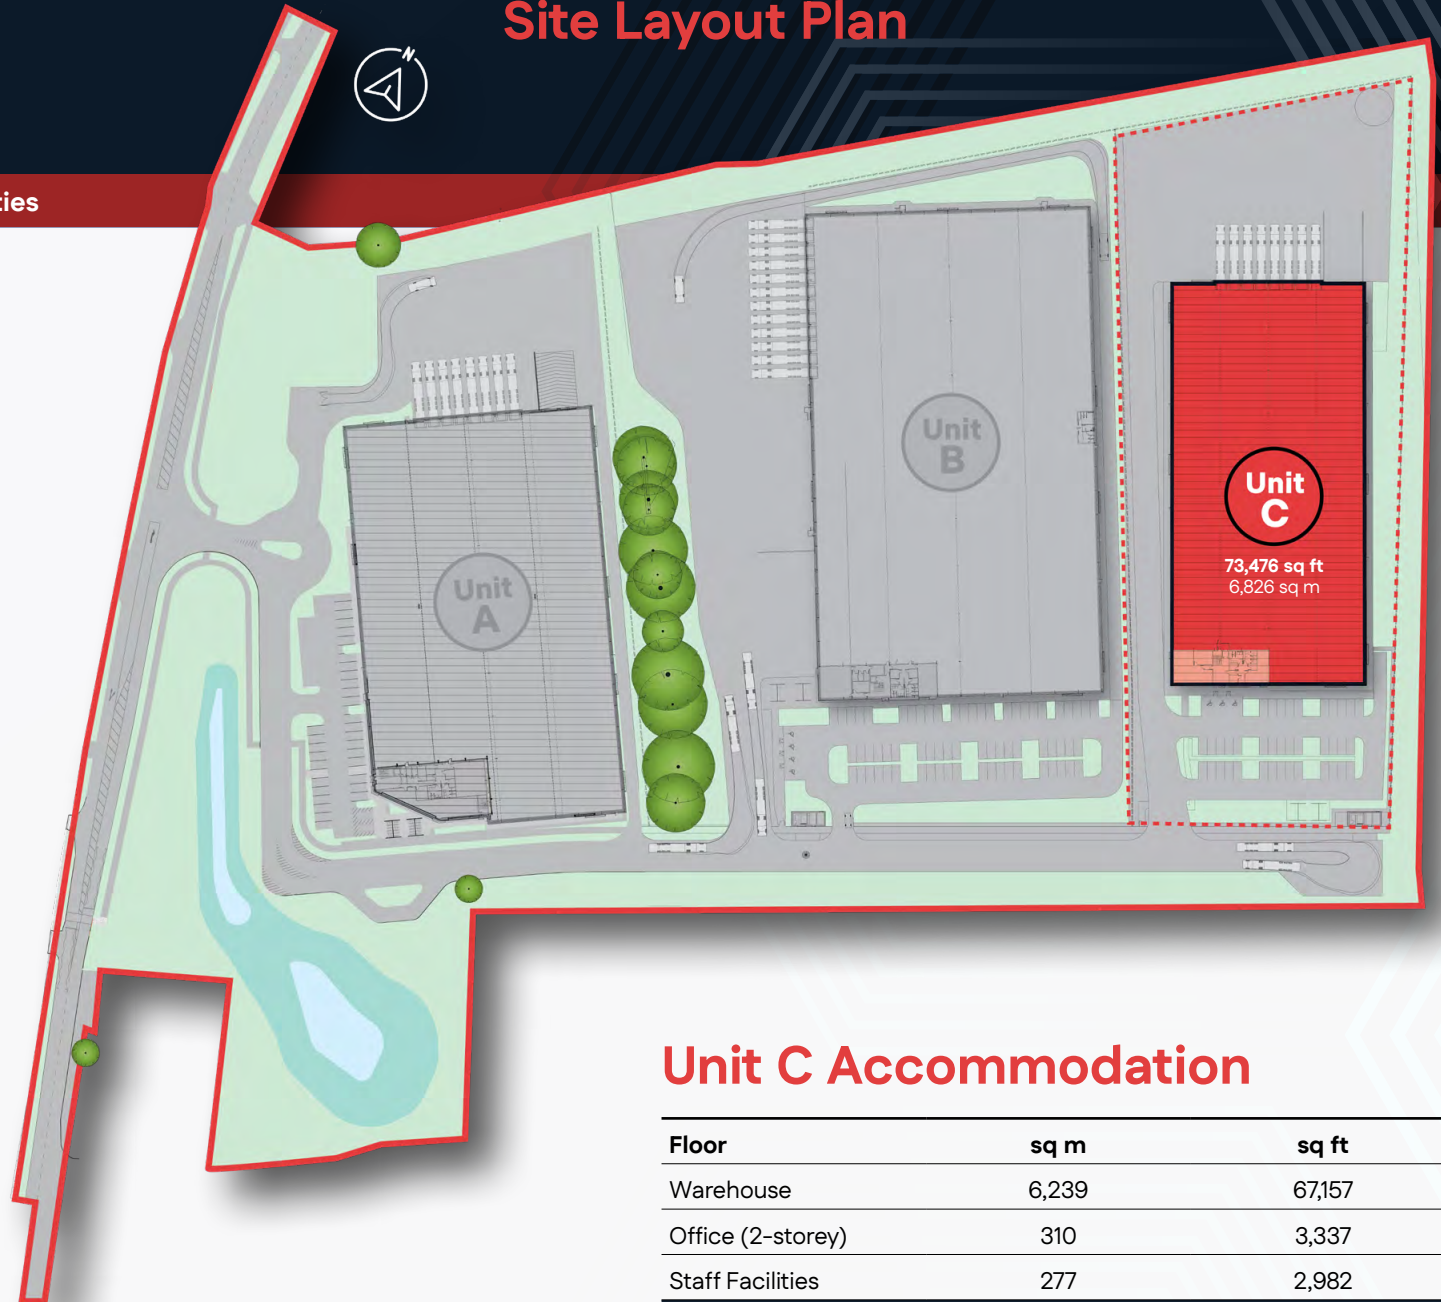 Site Layout Plan
N
ties
Unit
A
Unit
B
Unit
C
73,476 sq ft
6,826 sq m
Unit C Accommodation
Floor sq m sq ft
Warehouse 6,239 67,157
Office (2-storey) 310 3,337
Staff Facilities 277 2,982